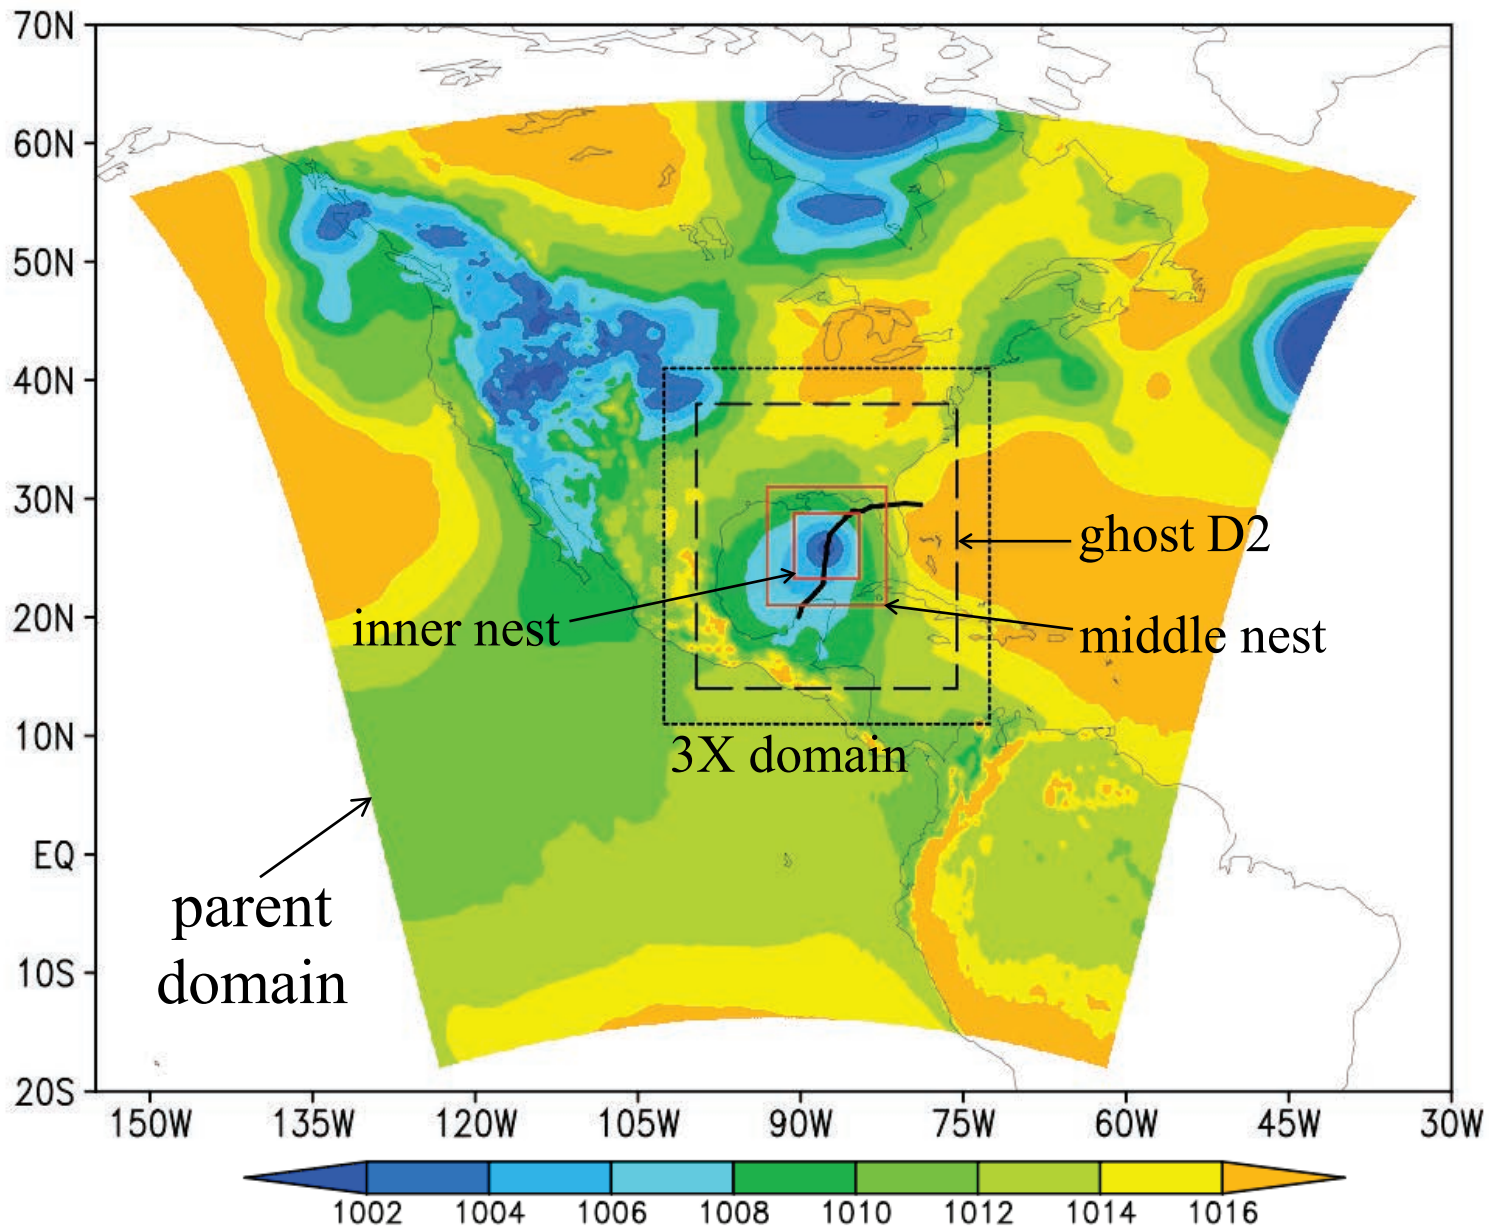 70N
60N
50N
40N
30N
20N
10N
EQ
10S
20S
ghost D2
inner nest
middle nest
3X domain
parent
domain
150W 135W 120W 105W 90W 75W 60W 45W 30W
1002 1004 1006 1008 1010 1012 1014 1016